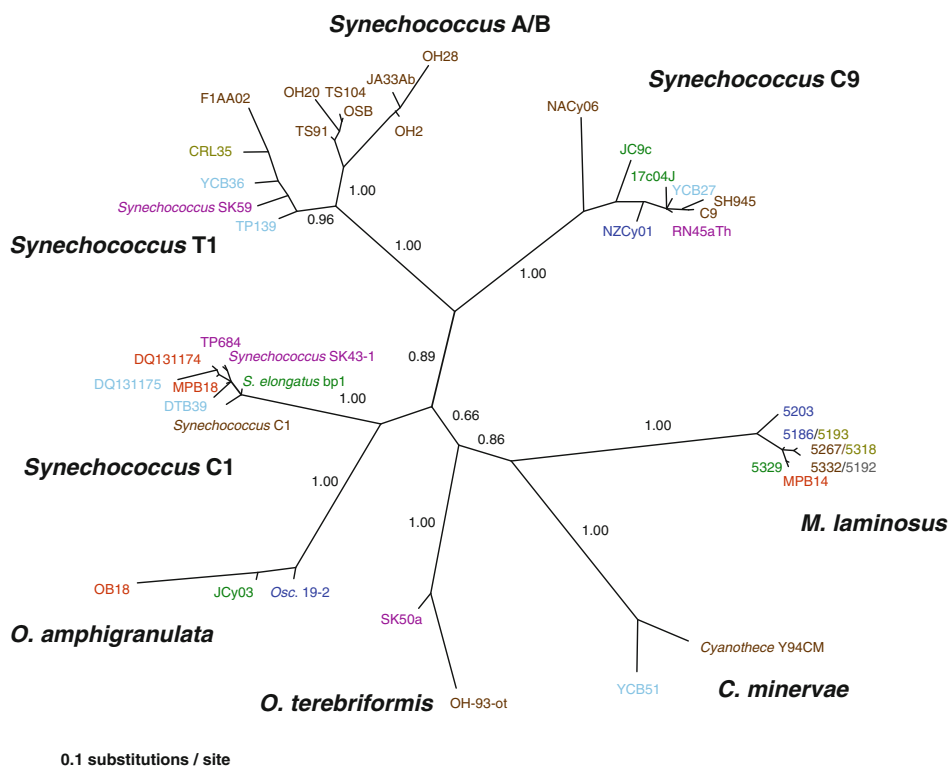 Synechococcus A/B
OH28
JA33Ab
Synechococcus C9
F1AA02
OH20 TS104
OSB
NACy06
TS91
OH2
CRL35
JC9c
17c04J
YCB36
YCB27
1.00
SH945
Synechococcus SK59
C9
TP139
0.96
NZCy01
RN45aTh
Synechococcus T1
1.00
1.00
TP684
DQ131174
Synechococcus SK43-1
0.89
DQ131175
MPB18
S. elongatus bp1
DTB39
1.00
5203
Synechococcus C1
0.66
1.00
5186/5193
0.86
5267/5318
Synechococcus C1
5329
5332/5192
MPB14
1.00
M. laminosus
1.00
1.00
OB18
JCy03
Osc. 19-2
SK50a
O. amphigranulata
Cyanothece Y94CM
YCB51
C. minervae
O. terebriformis
OH-93-ot
0.1 substitutions / site